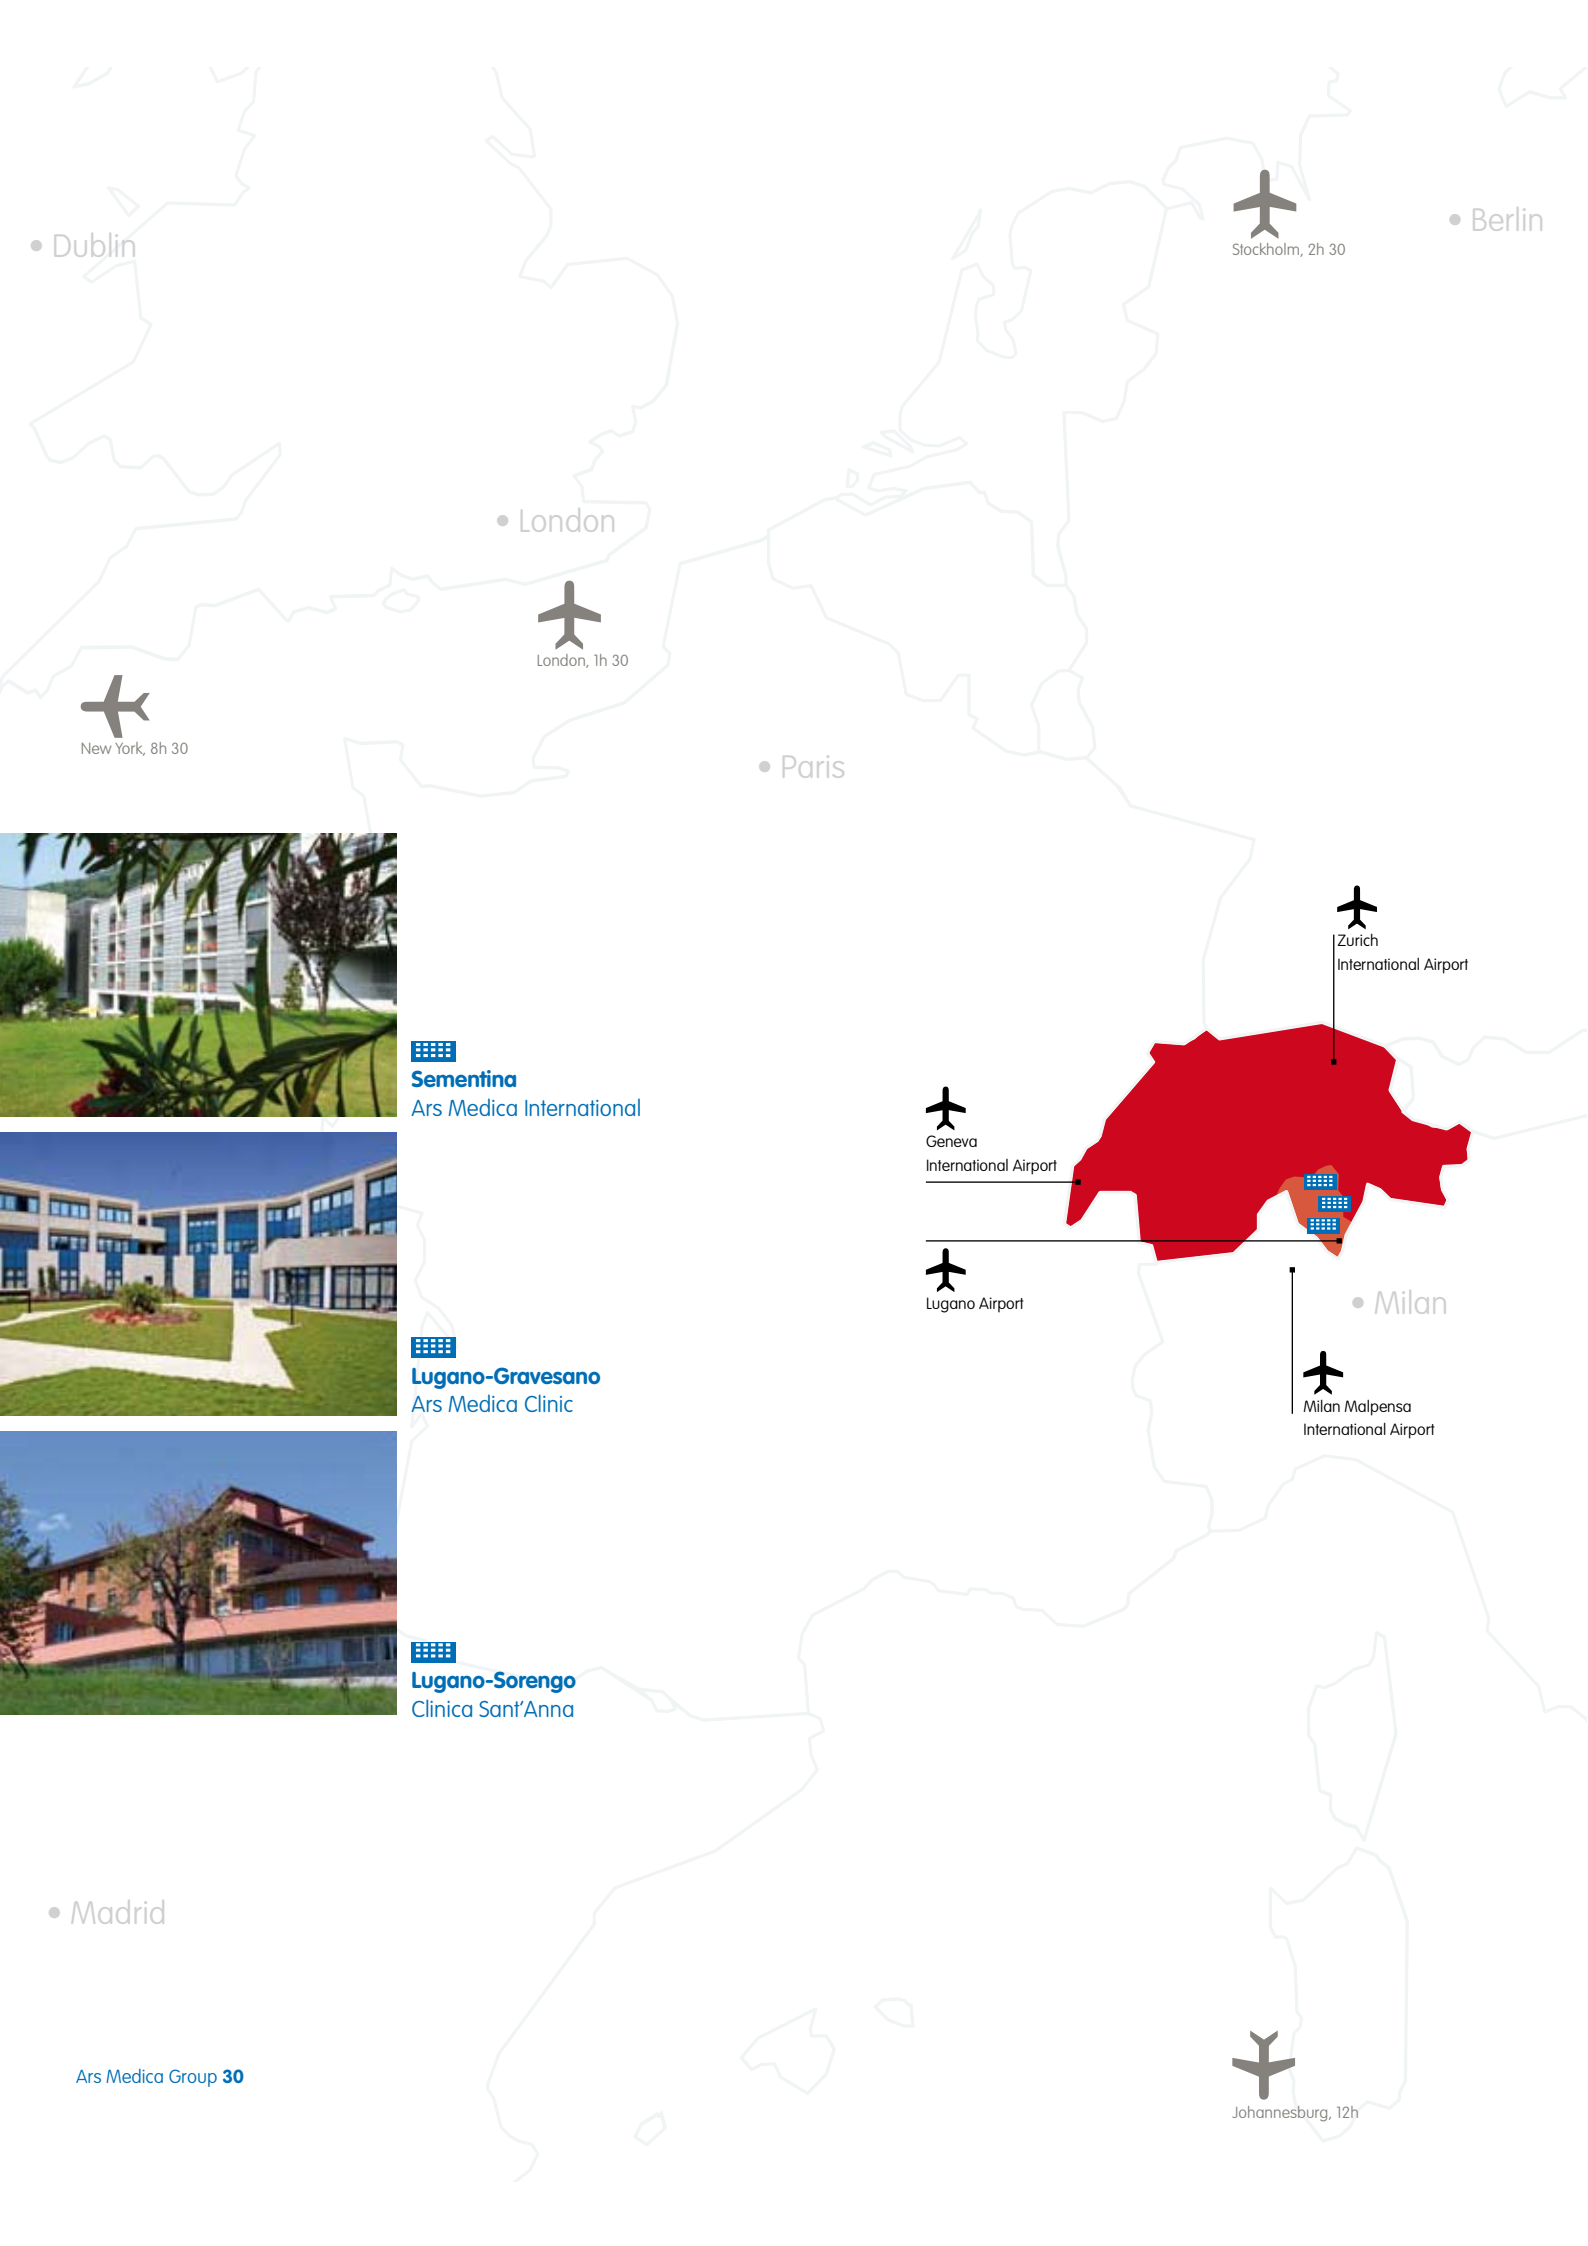 Dublin
Stockholm, 2h 30
Berlin
London
London, 1h 30
New York, 8h 30
Paris
Zurich
International Airport
Sementina
Ars Medica International
Geneva
International Airport
Lugano Airport
Milan
Lugano-Gravesano
Ars Medica Clinic
Milan Malpensa
International Airport
Lugano-Sorengo
Clinica Sant’Anna
Madrid
Ars Medica Group 30
Johannesburg, 12h